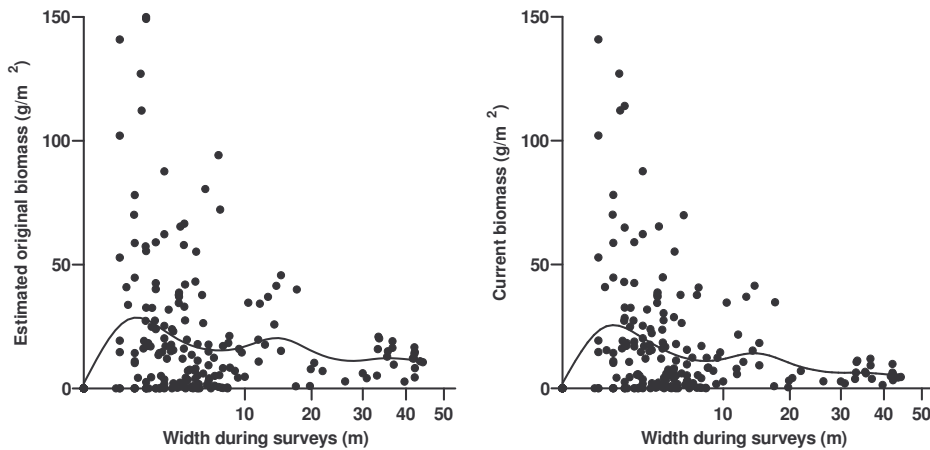 150
100
50
0
10 20 30 40 50
Estimated original biomass (g/m 2)
Width during surveys (m)
150
100
50
0
10 20 30 40 50
Current biomass (g/m 2)
Width during surveys (m)